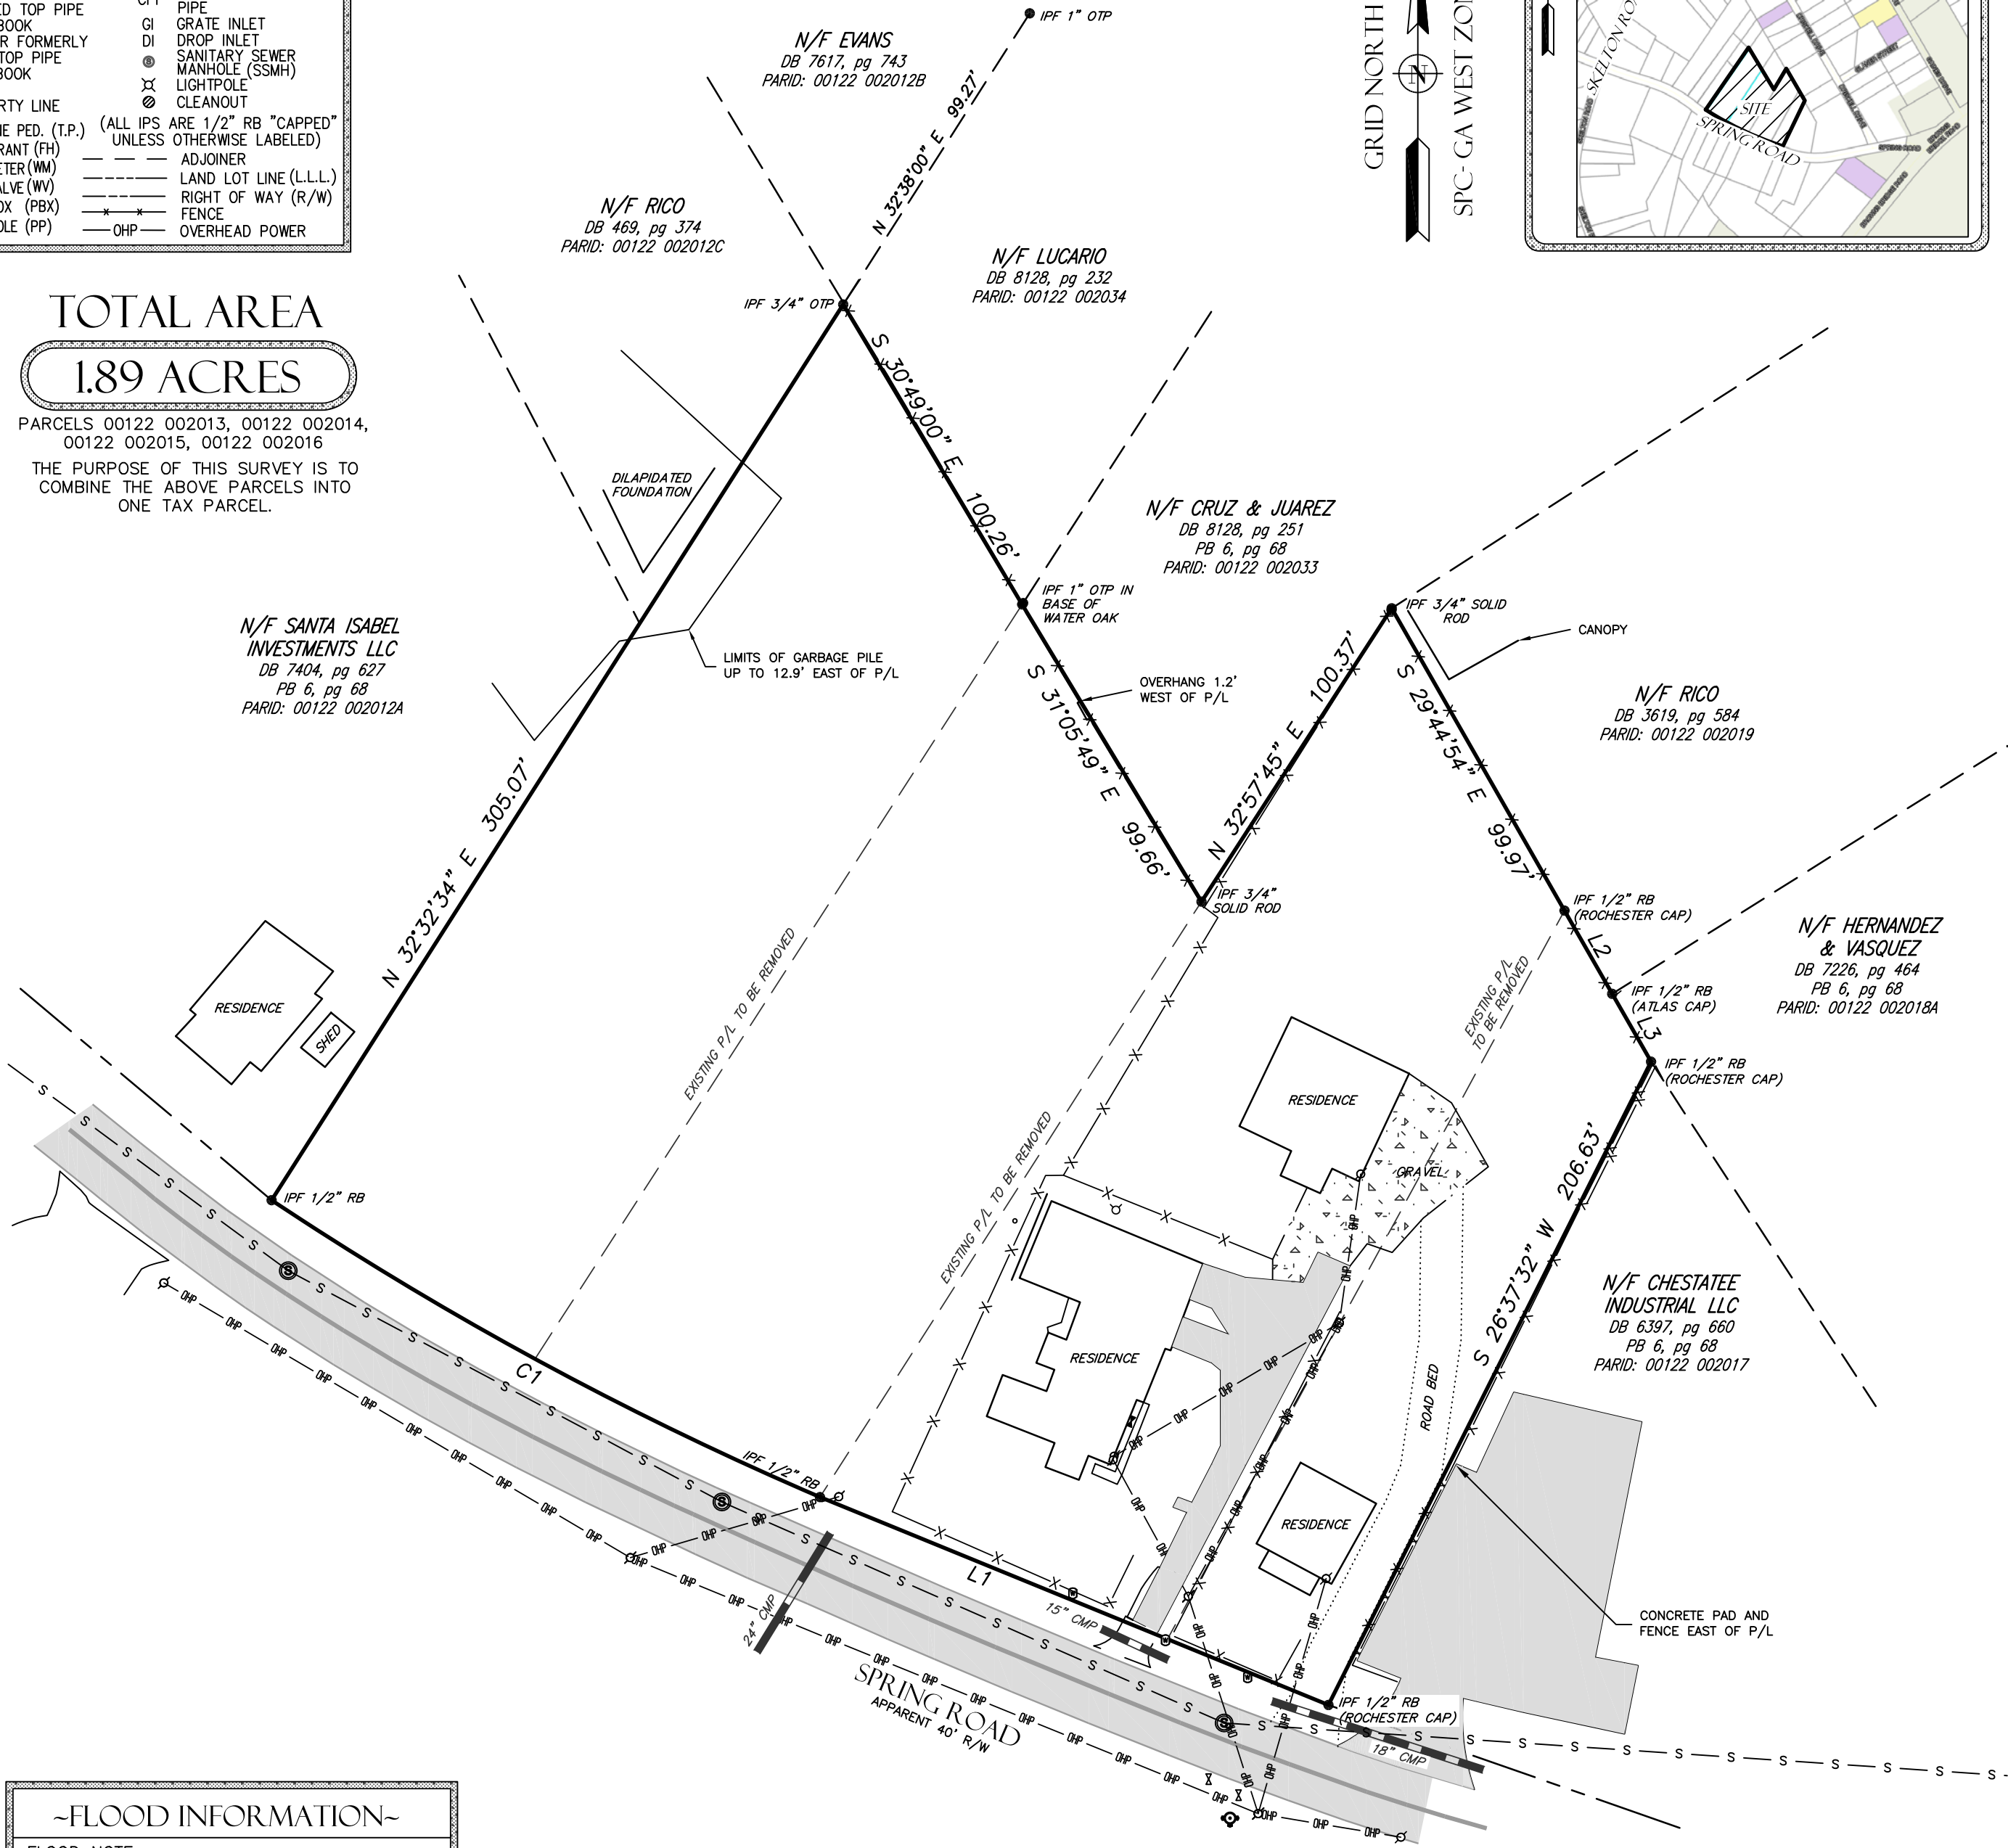 ED TOP PIPE
BOOK
R FORMERLY
TOP PIPE
BOOK
RTY LINE
NE PED. (T.P.)
RANT (FH)
ETER (WM)
ALVE (WV)
OX (PBX)
OLE (PP)
PIPE
GI GRATE INLET
DI DROP INLET
S SANITARY SEWER
MANHOLE (SSMH)
LIGHTPOLE
CLEANOUT
(ALL IPS ARE 1/2" RB "CAPPED"
UNLESS OTHERWISE LABELED)
ADJOINER
LAND LOT LINE (L.L.L.)
RIGHT OF WAY (R/W)
FENCE
OHP OVERHEAD POWER
TOTAL AREA
1.89 ACRES
PARCELS 00122 002013, 00122 002014,
00122 002015, 00122 002016
THE PURPOSE OF THIS SURVEY IS TO
COMBINE THE ABOVE PARCELS INTO
ONE TAX PARCEL.
N/F EVANS
DB 7617, pg 743
PARID: 00122 002012B
IPF 1" OTP
N 32°38'00" E 99.27'
N/F RICO
DB 469, pg 374
PARID: 00122 002012C
N/F LUCARIO
DB 8128, pg 232
PARID: 00122 002034
IPF 3/4" OTP
GRID NORTH
N
SPC- GA WEST ZON
SKELTON RO
SITE
SPRING ROAD
SPRING ROAD
S 30°49'00" E 100.26'
DILAPIDATED
FOUNDATION
N/F CRUZ & JUAREZ
DB 8128, pg 251
PB 6, pg 68
PARID: 00122 002033
IPF 1" OTP IN
BASE OF
WATER OAK
IPF 3/4" SOLID
ROD
CANOPY
N/F SANTA ISABEL
INVESTMENTS LLC
DB 7404, pg 627
PB 6, pg 68
PARID: 00122 002012A
LIMITS OF GARBAGE PILE
UP TO 12.9' EAST OF P/L
OVERHANG 1.2'
WEST OF P/L
S 31°05'49" E 99.66'
N 32°57'45" E 100.37'
S 29°44'54" E 99.97'
N/F RICO
DB 3619, pg 584
PARID: 00122 002019
N 32°32'34" E 305.07'
IPF 3/4"
SOLID ROD
IPF 1/2" RB
(ROCHESTER CAP)
L2
N/F HERNANDEZ
& VASQUEZ
DB 7226, pg 464
PB 6, pg 68
PARID: 00122 002018A
IPF 1/2" RB
(ATLAS CAP)
L3
IPF 1/2" RB
(ROCHESTER CAP)
RESIDENCE
SHED
EXISTING P/L TO BE REMOVED
EXISTING P/L TO BE REMOVED
EXISTING P/L
TO BE REMOVED
RESIDENCE
GRAVEL
S 26°37'32" W 206.63'
IPF 1/2" RB
C1
N/F CHESTATEE
INDUSTRIAL LLC
DB 6397, pg 660
PB 6, pg 68
PARID: 00122 002017
RESIDENCE
ROAD BED
IPF 1/2" RB
RESIDENCE
L1
24" CMP
15" CMP
CONCRETE PAD AND
FENCE EAST OF P/L
SPRING ROAD
APPARENT 40' R/W
IPF 1/2" RB
(ROCHESTER CAP)
18" CMP
~FLOOD INFORMATION~
FLOOD NOTE